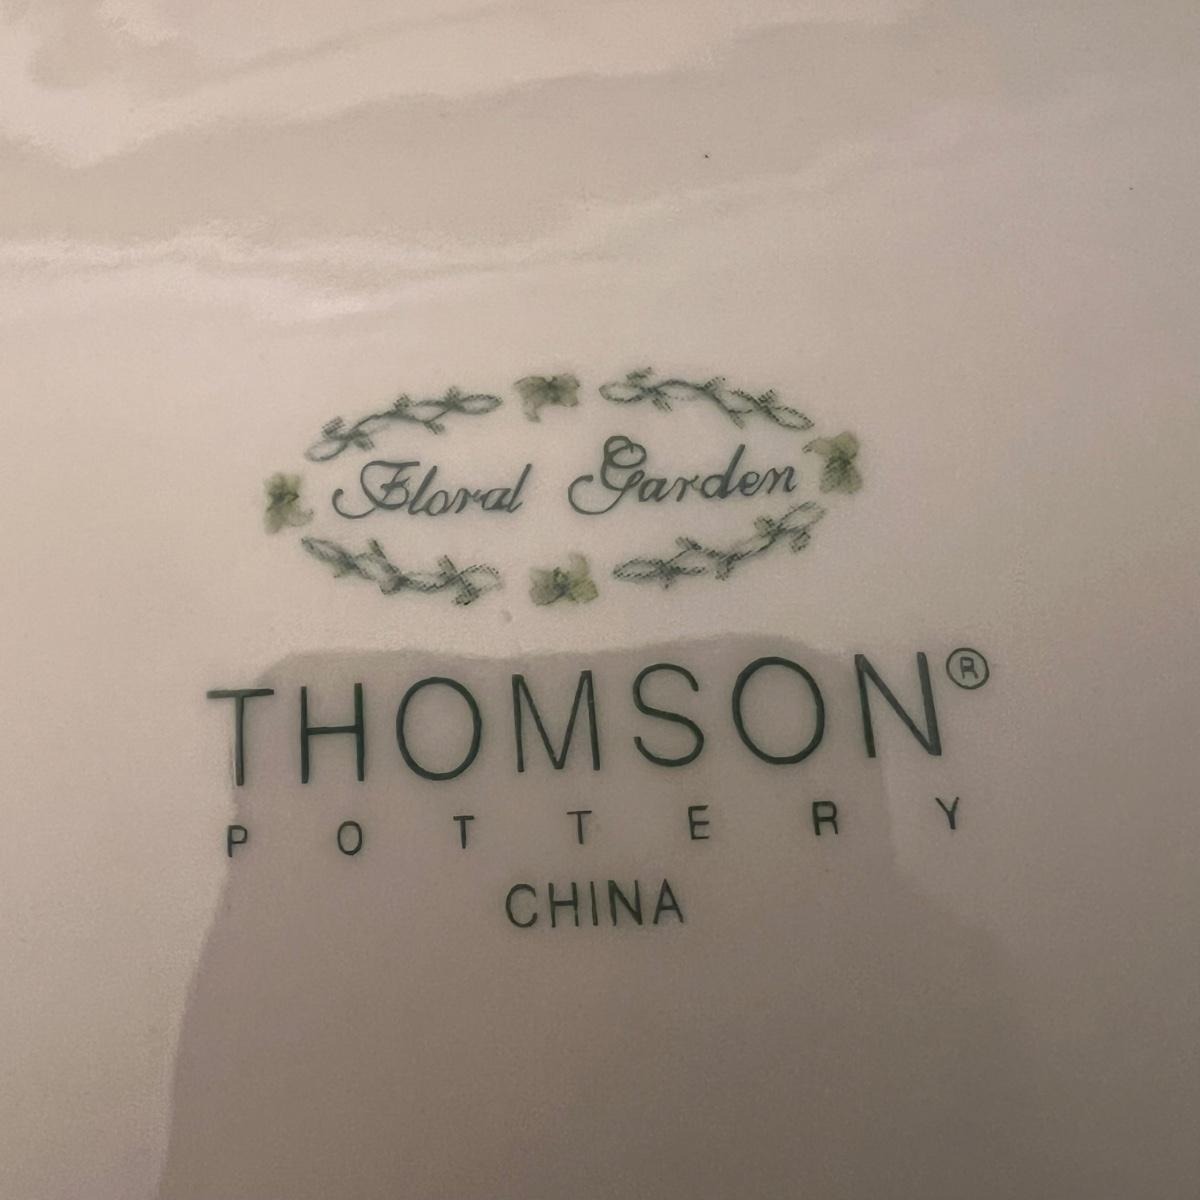 Floral Garden
THOMSON®
POTTERY
CHINA